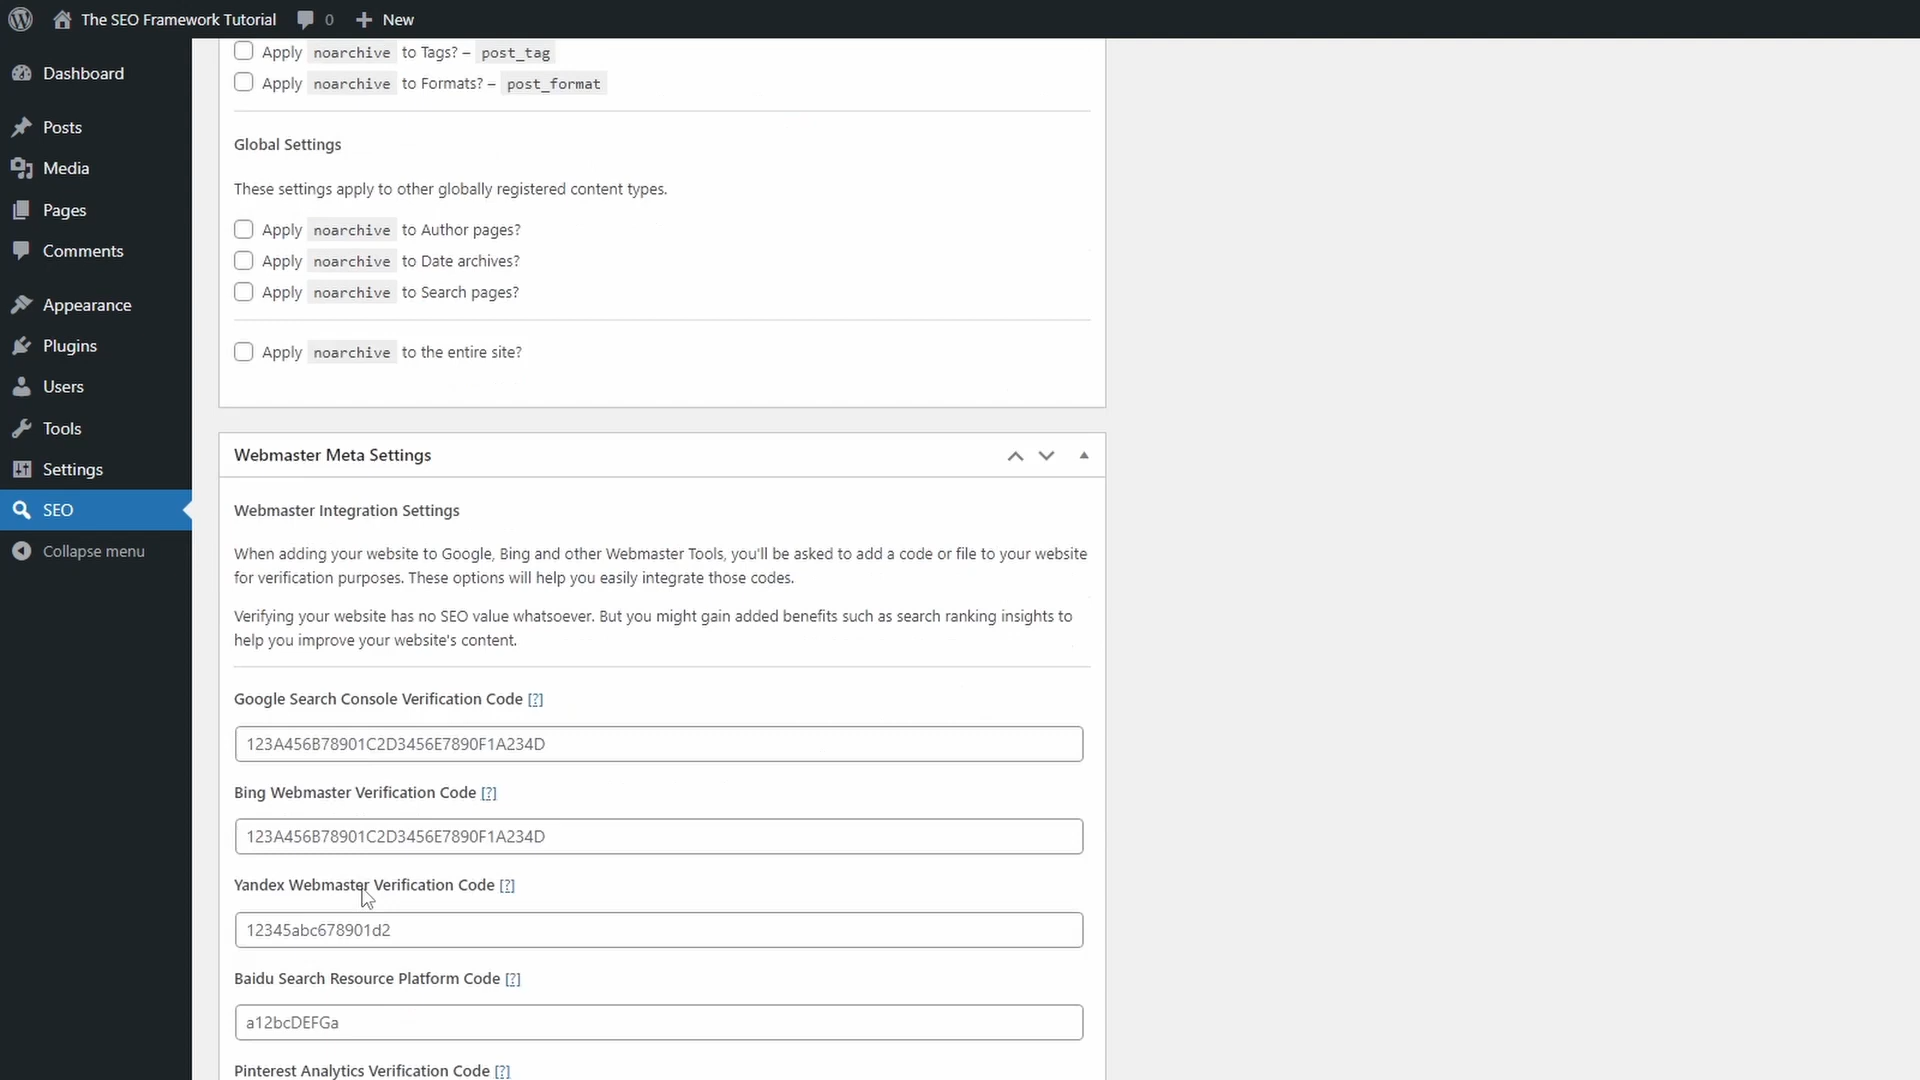 The SEO Framework Tutorial 0 New
Dashboard
Posts
Media
Pages
Comments
Appearance
Plugins
Users
Tools
Settings
SEO
Collapse menu
Apply noarchive to Tags? – post_tag
Apply noarchive to Formats? – post_format
Global Settings
These settings apply to other globally registered content types.
Apply noarchive to Author pages?
Apply noarchive to Date archives?
Apply noarchive to Search pages?
Apply noarchive to the entire site?
Webmaster Meta Settings
Webmaster Integration Settings
When adding your website to Google, Bing and other Webmaster Tools, you'll be asked to add a code or file to your website
for verification purposes. These options will help you easily integrate those codes.
Verifying your website has no SEO value whatsoever. But you might gain added benefits such as search ranking insights to
help you improve your website's content.
Google Search Console Verification Code [?]
123A456B78901C2D3456E7890F1A234D
Bing Webmaster Verification Code [?]
123A456B78901C2D3456E7890F1A234D
Yandex Webmaster Verification Code [?]
12345abc678901d2
Baidu Search Resource Platform Code [?]
a12bcDEFGa
Pinterest Analytics Verification Code [?]